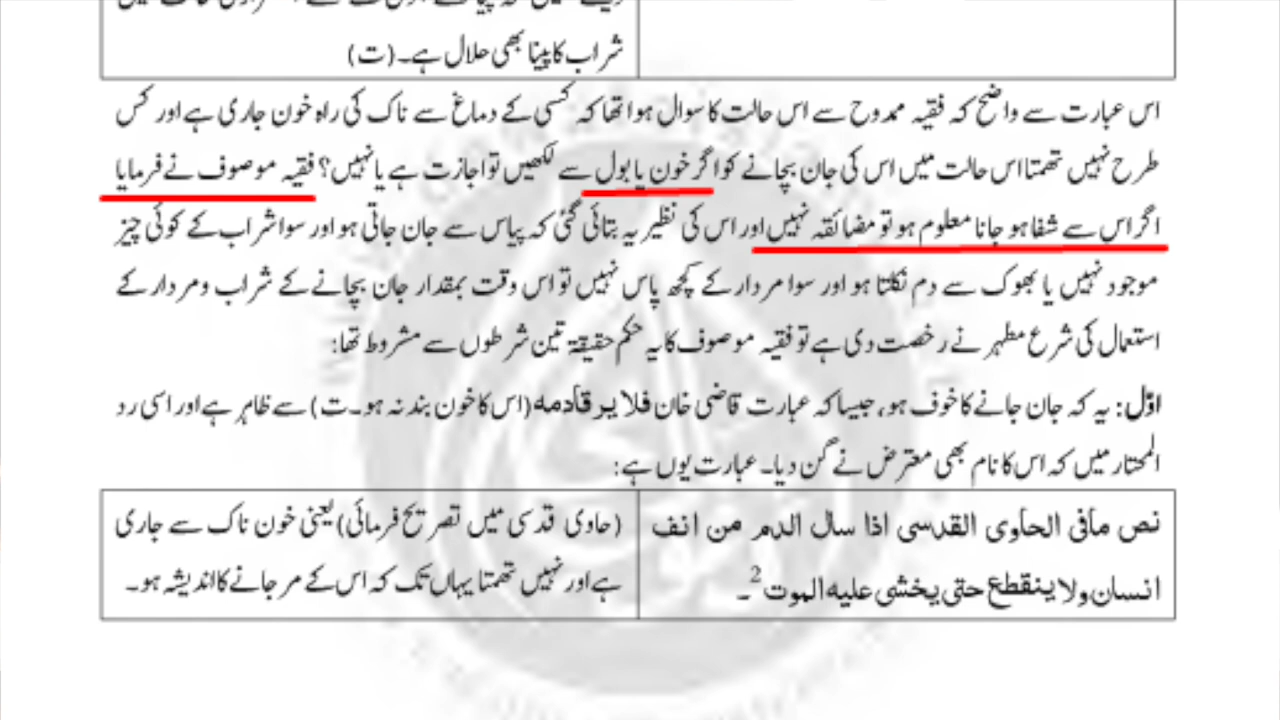 شراب کا پینا بھی حلال ہے۔(ت)
اس عبارت سے واضح کہ فقیہ ممدوح سے اس حالت کا سوال ہوا تھا کہ کسی کے دماغ سے ناک کی راہ خون جاری ہے اور کس
طرح نہیں تھمتا اس حالت میں اس کی جان بچانے کو اگر خون یا بول سے لکھیں تو اجازت ہے یا نہیں؟ فقیہ موصوف نے فرمایا
اگر اس سے شفا ہو جانا معلوم ہو تو مضائقہ نہیں اور اس کی نظیر یہ بتائی گئی کہ پیاس سے جان جاتی ہو اور سوا شراب کے کوئی چیز
موجود نہیں یا بھوک سے دم نکلتا ہو اور سوا مردار کے کچھ پاس نہیں تو اس وقت بمقدار جان بچانے کے شراب و مردار کے
استعمال کی شرع مطہر نے رخصت دی ہے تو فقیہ موصوف کا یہ حکم حقیقۃ تین شرطوں سے مشروط تھا:
اوّل: یہ کہ جان جانے کا خوف ہو، جیسا کہ عبارت قاضی خان فلا یرقا دمه (اس کا خون بند نہ ہو۔ت) سے ظاہر ہے اور اسی رد
المحتار میں کہ اس کا نام بھی معترض نے گن دیا۔ عبارت یوں ہے:
نص مافی الحاوی القدسی اذا سال الدم من انف
انسان ولا ینقطع حتی یخشی علیه الموت2۔
(حاوی قدسی میں تصریح فرمائی) یعنی خون ناک سے جاری
ہے اور نہیں تھمتا یہاں تک کہ اس کے مر جانے کا اندیشہ ہو۔